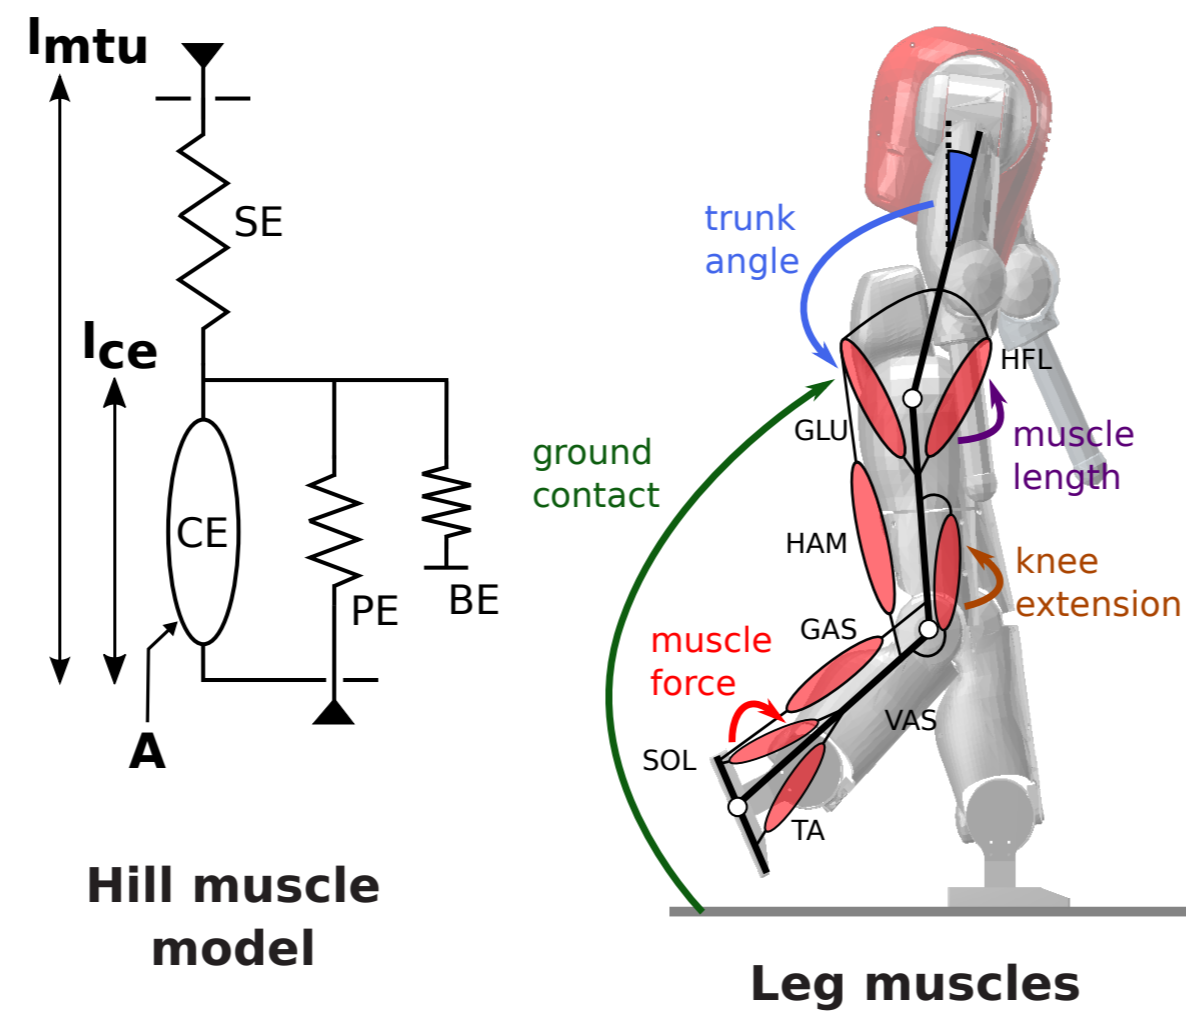 lmtu
SE
lce
CE
PE
BE
A
Hill muscle
model
trunk
angle
HFL
GLU
muscle
length
ground
contact
HAM
knee
extension
GAS
muscle
force
VAS
SOL
TA
Leg muscles